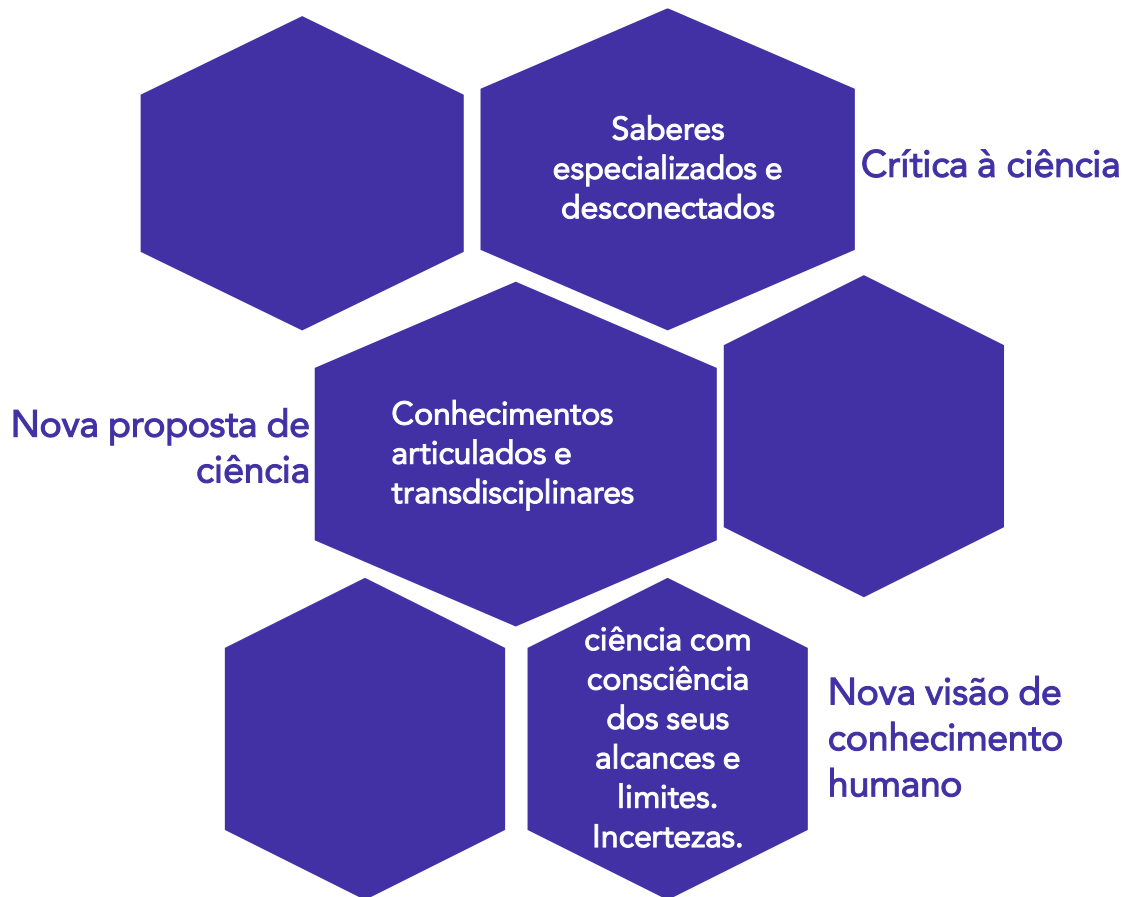 Saberes
especializados e
desconectados
Crítica à ciência
Nova proposta de
ciência
Conhecimentos
articulados e
transdisciplinares
ciência com
consciência
dos seus
alcances e
limites.
Incertezas.
Nova visão de
conhecimento
humano